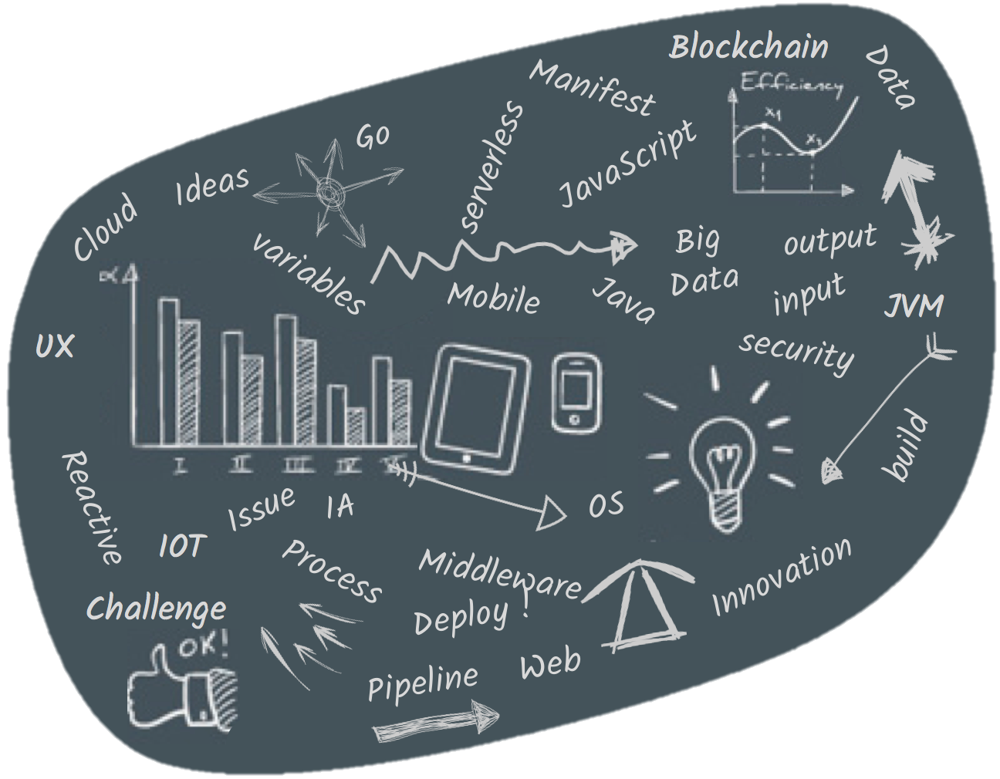 Blockchain
Data
Manifest
Efficiency
x1
x2
Go
serverless
JavaScript
Ideas
Cloud
variables
Big
Data
output
Mobile
Java
input
JVM
α
UX
security
build
I
II
III
IV
V
Reactive
Issue
IA
OS
IOT
Process
Middleware
Innovation
Challenge
Deploy !
OK!
Web
Pipeline